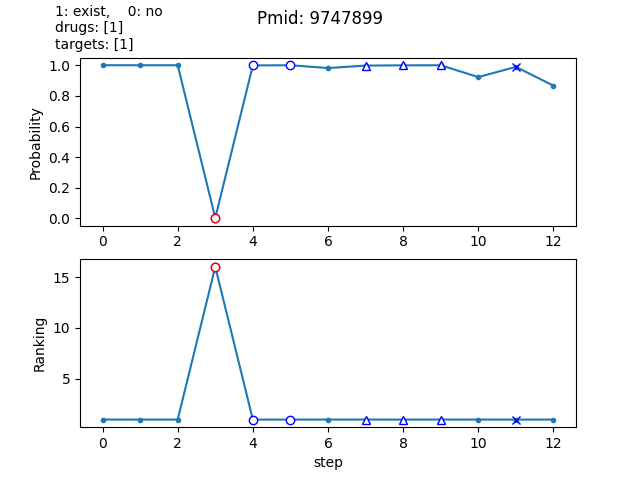 1: exist,    0: no
drugs: [1]
targets: [1]
Pmid: 9747899
Probability
1.0
0.8
0.6
0.4
0.2
0.0
0 2 4 6 8 10 12
Ranking
15
10
5
0 2 4 6 8 10 12
step